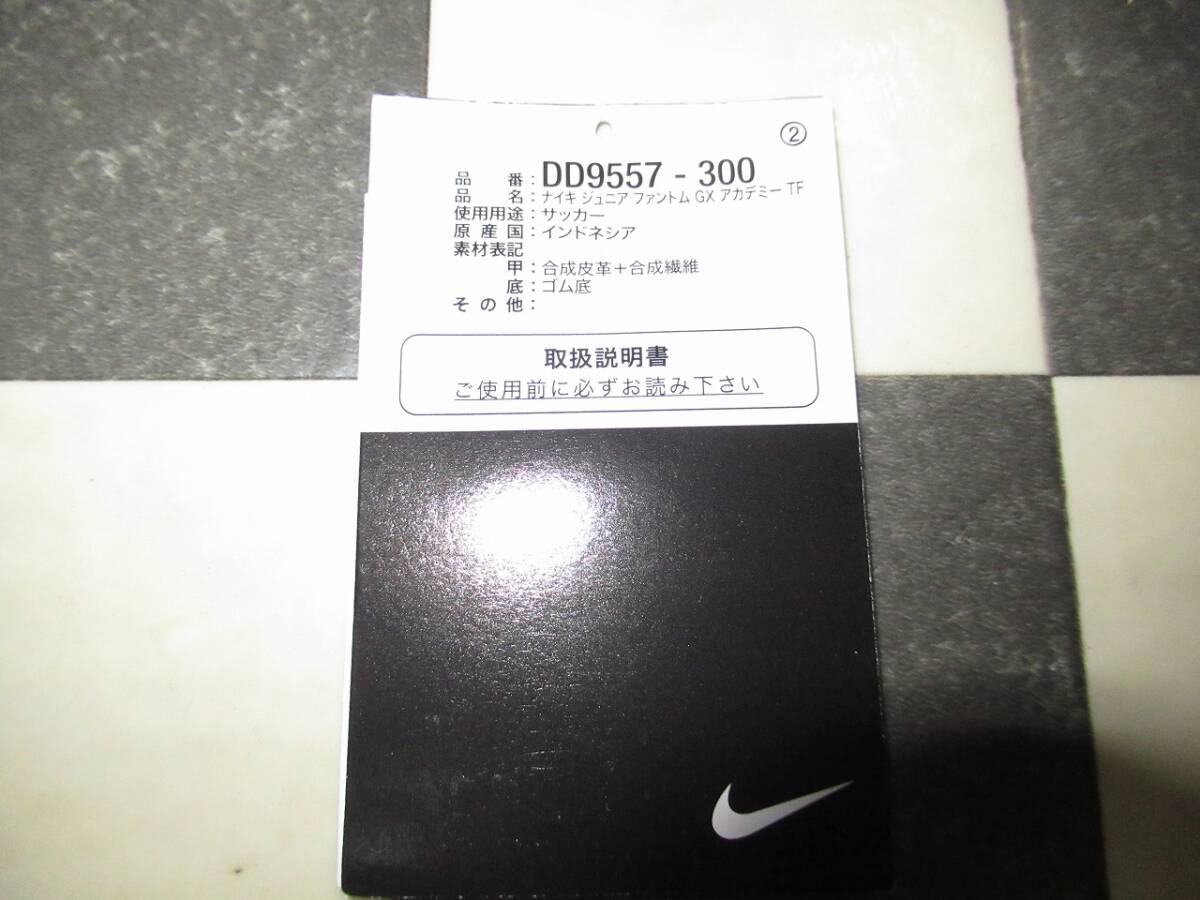 ②
品 番：DD9557 - 300
品 名：ナイキ ジュニア ファントム GX アカデミー TF
使用用途：サッカー
原 産 国：インドネシア
素材表記
甲：合成皮革＋合成繊維
底：ゴム底
そ の 他：
取扱説明書
ご使用前に必ずお読み下さい